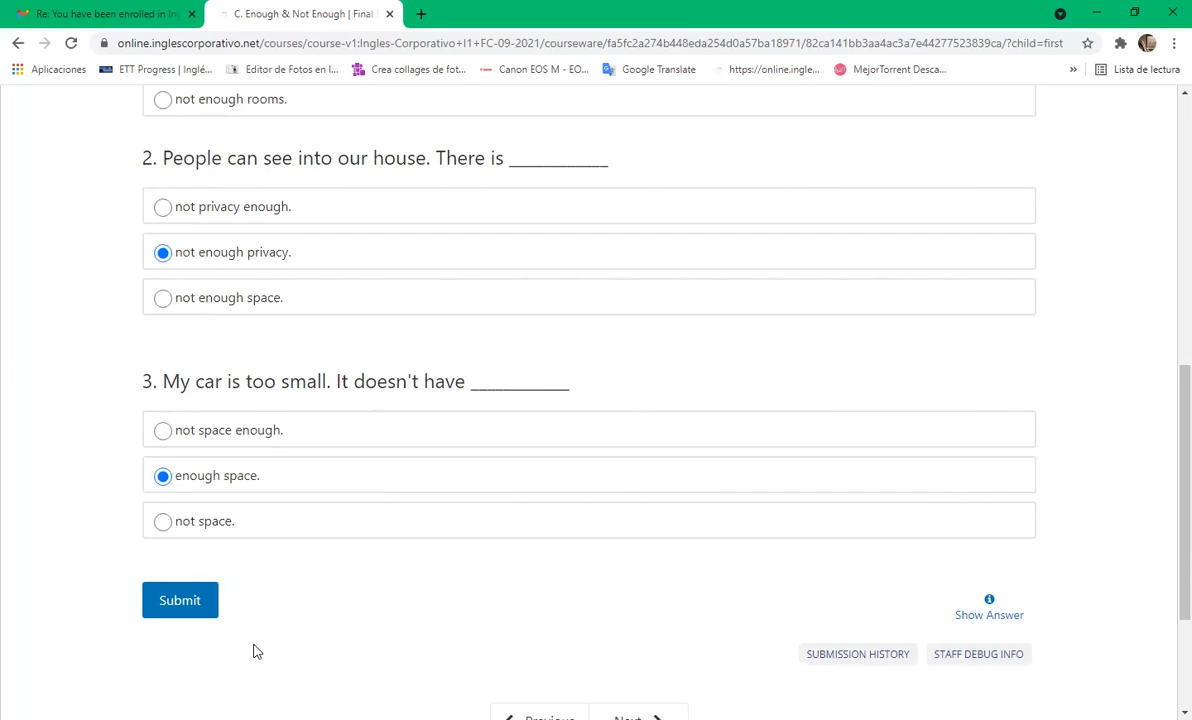 Re: You have been enrolled in Ing
C. Enough & Not Enough | Final
online.inglescorporativo.net/courses/course-v1:Ingles-Corporativo+I1+FC-09-2021/courseware/fa5fc2a274b448eda254d0a57ba18971/82ca141bb3aa4ac3a7e44277523839ca/?child=first
Aplicaciones
ETT Progress | Inglé...
Editor de Fotos en l...
Crea collages de fot...
Canon EOS M - EO...
Google Translate
https://online.ingle...
MejorTorrent Desca...
»
Lista de lectura
not enough rooms.
2. People can see into our house. There is ____________
not privacy enough.
not enough privacy.
not enough space.
3. My car is too small. It doesn't have ____________
not space enough.
enough space.
not space.
Submit
Show Answer
SUBMISSION HISTORY
STAFF DEBUG INFO
Previous
Next